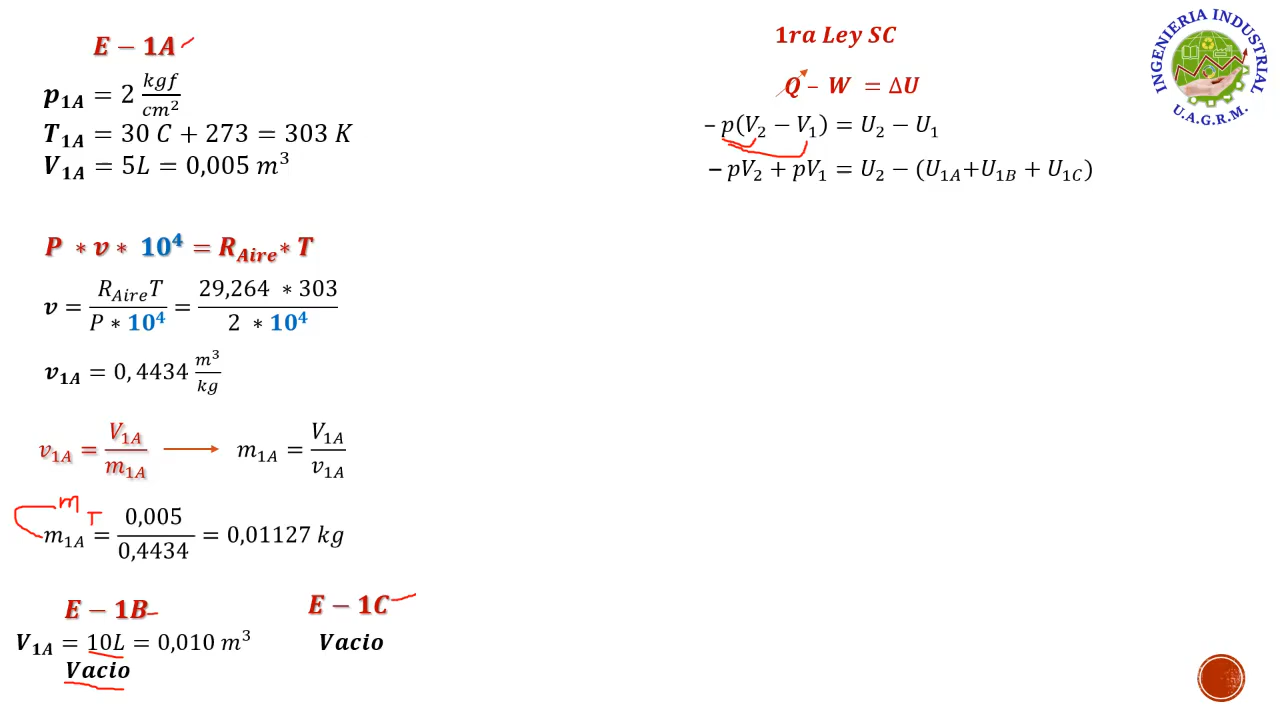 E − 1A
p₁A = 2 kgf/cm²
T₁A = 30 C + 273 = 303 K
V₁A = 5L = 0,005 m³
P * v * 10⁴ = R_Aire * T
v = R_Aire T / P * 10⁴ = 29,264 * 303 / 2 * 10⁴
v₁A = 0, 4434 m³/kg
v₁A = V₁A / m₁A → m₁A = V₁A / v₁A
m T
m₁A = 0,005 / 0,4434 = 0,01127 kg
E − 1B
V₁A = 10L = 0,010 m³
Vacio
E − 1C
Vacio
1ra Ley SC
Q – W = ΔU
– p(V₂ − V₁) = U₂ − U₁
– pV₂ + pV₁ = U₂ − (U₁A+U₁B + U₁C)
INGENIERIA INDUSTRIAL
U.A.G.R.M.